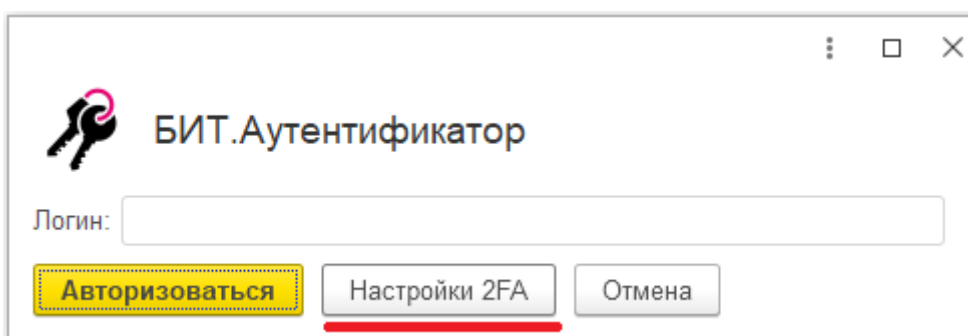 БИТ.Аутентификатор
Логин:
Авторизоваться Настройки 2FA Отмена